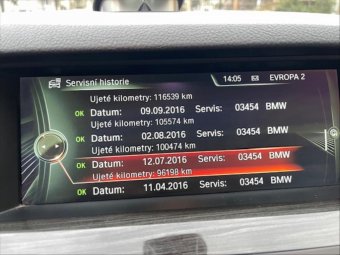 Servisní historie 14:05 EVROPA 2
Ujeté kilometry: 116539 km
OK Datum: 09.09.2016 Servis: 03454 BMW
Ujeté kilometry: 105574 km
OK Datum: 02.08.2016 Servis: 03454 BMW
Ujeté kilometry: 100474 km
OK Datum: 12.07.2016 Servis: 03454 BMW
Ujeté kilometry: 96198 km
OK Datum: 11.04.2016 Servis: 03454 BMW